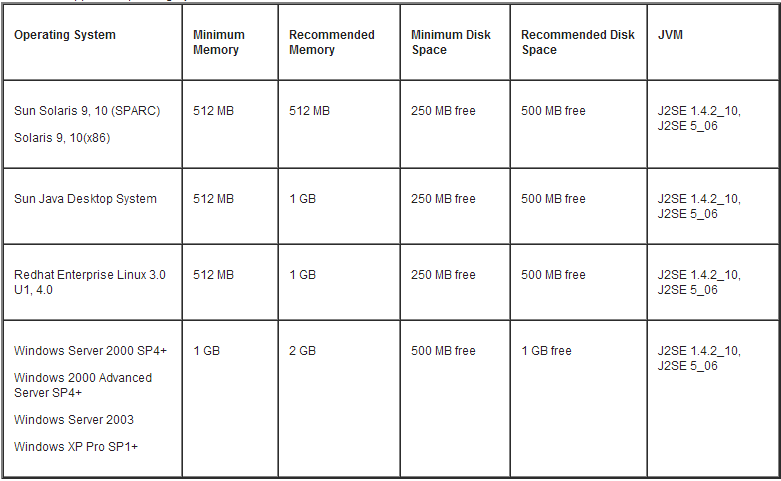 Operating System
Minimum
Memory
Recommended
Memory
Minimum Disk
Space
Recommended Disk
Space
JVM
Sun Solaris 9, 10 (SPARC)
Solaris 9, 10(x86)
512 MB
512 MB
250 MB free
500 MB free
J2SE 1.4.2_10,
J2SE 5_06
Sun Java Desktop System
512 MB
1 GB
250 MB free
500 MB free
J2SE 1.4.2_10,
J2SE 5_06
Redhat Enterprise Linux 3.0
U1, 4.0
512 MB
1 GB
250 MB free
500 MB free
J2SE 1.4.2_10,
J2SE 5_06
Windows Server 2000 SP4+
Windows 2000 Advanced
Server SP4+
Windows Server 2003
Windows XP Pro SP1+
1 GB
2 GB
500 MB free
1 GB free
J2SE 1.4.2_10,
J2SE 5_06